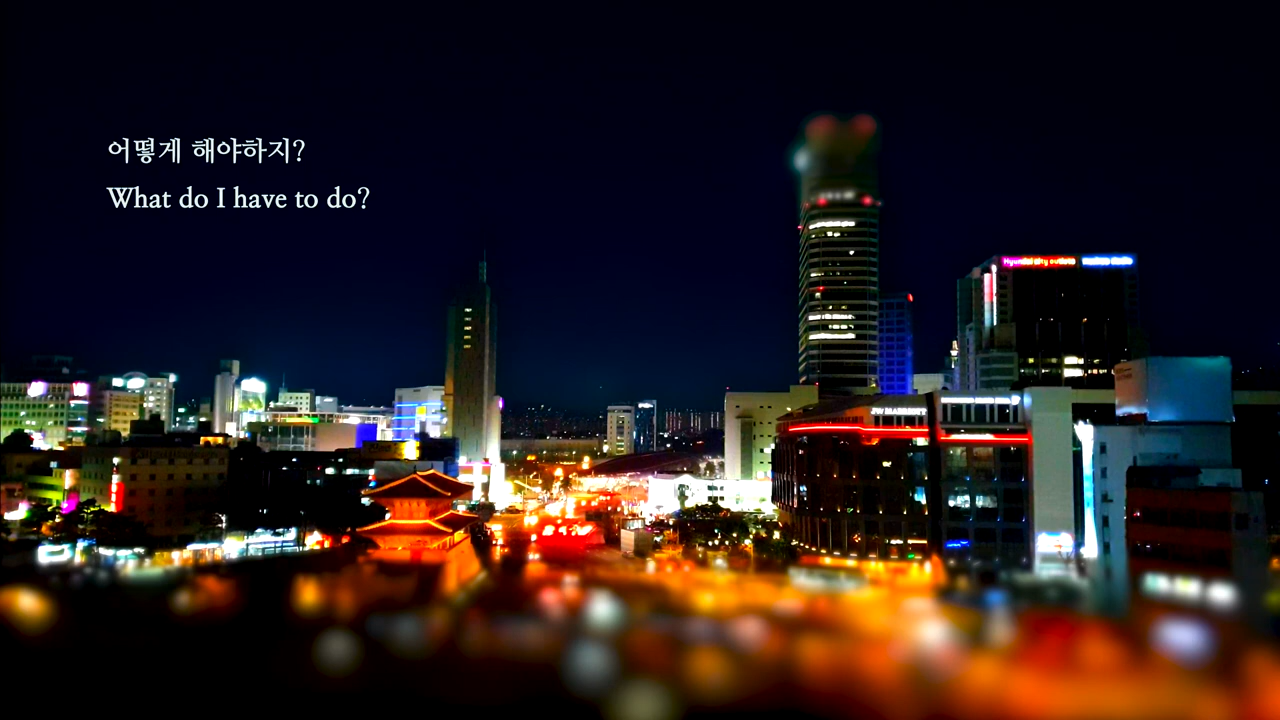 어떻게 해야하지?
What do I have to do?
Hyundai City Outlets
JW MARRIOTT